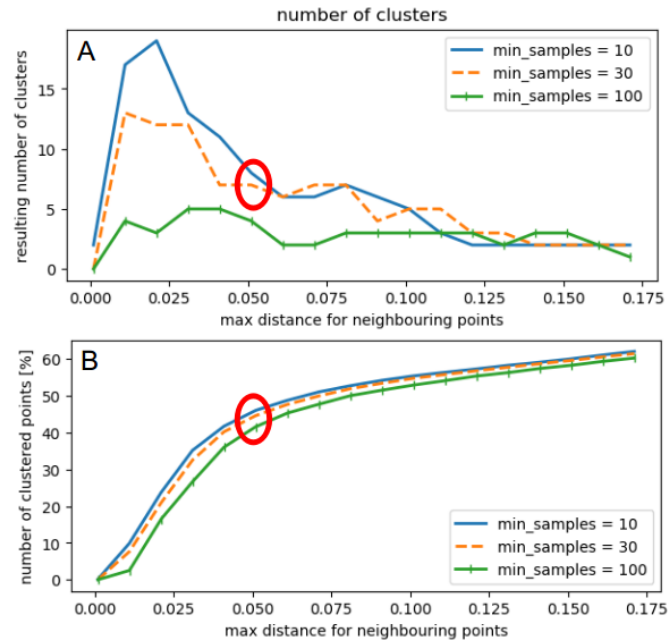 number of clusters
A
min_samples = 10
min_samples = 30
min_samples = 100
resulting number of clusters
15
10
5
0
0.000 0.025 0.050 0.075 0.100 0.125 0.150 0.175
max distance for neighbouring points
B
number of clustered points [%]
60
50
40
30
20
10
0
min_samples = 10
min_samples = 30
min_samples = 100
0.000 0.025 0.050 0.075 0.100 0.125 0.150 0.175
max distance for neighbouring points